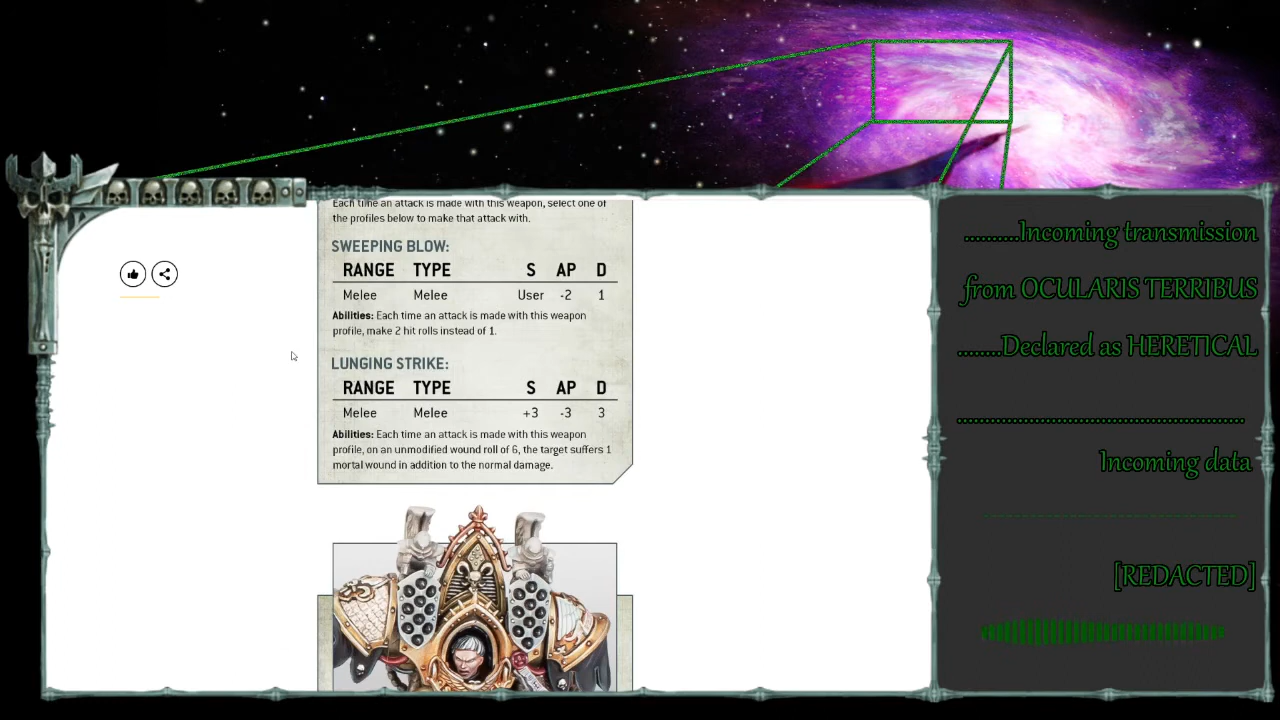 Each time an attack is made with this weapon, select one of
the profiles below to make that attack with.
SWEEPING BLOW:
RANGE TYPE S AP D
Melee Melee User -2 1
Abilities: Each time an attack is made with this weapon
profile, make 2 hit rolls instead of 1.
LUNGING STRIKE:
RANGE TYPE S AP D
Melee Melee +3 -3 3
Abilities: Each time an attack is made with this weapon
profile, on an unmodified wound roll of 6, the target suffers 1
mortal wound in addition to the normal damage.
..........Incoming transmission
from OCULARIS TERRIBUS
........Declared as HERETICAL
.....................................................
Incoming data
[REDACTED]